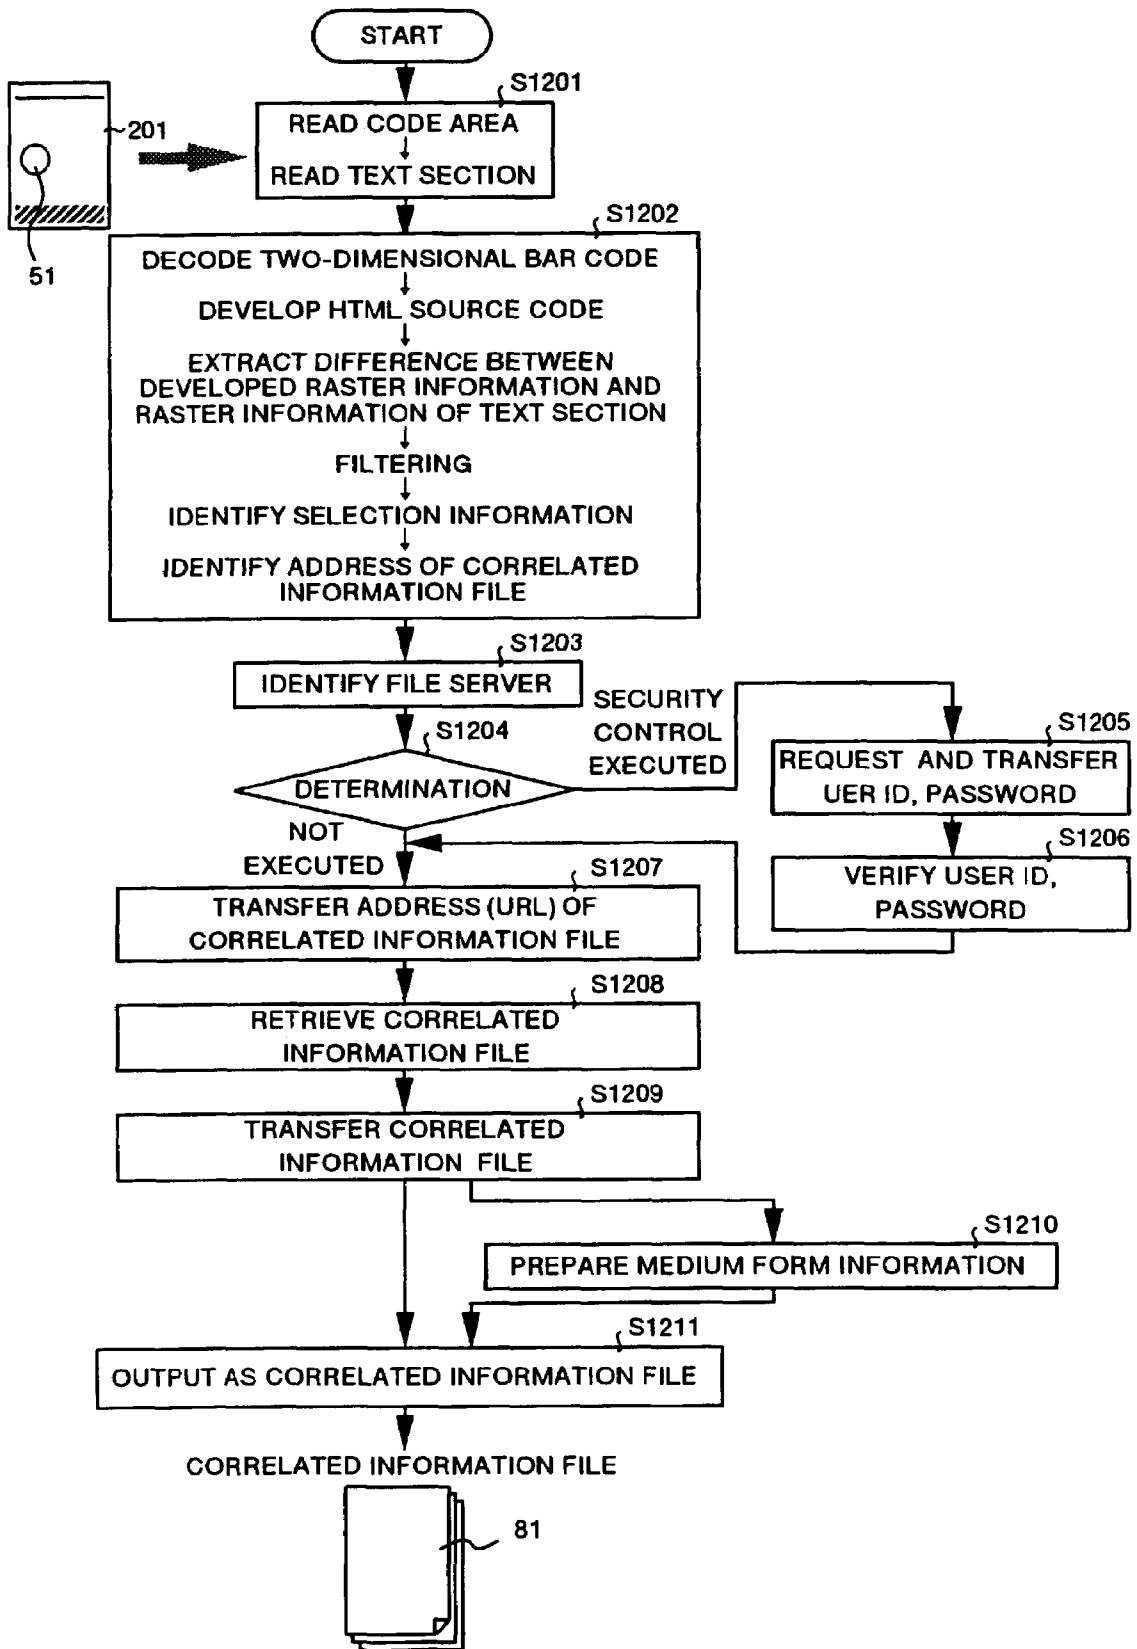 START
S1201
READ CODE AREA
READ TEXT SECTION
201
51
S1202
DECODE TWO-DIMENSIONAL BAR CODE
DEVELOP HTML SOURCE CODE
EXTRACT DIFFERENCE BETWEEN
DEVELOPED RASTER INFORMATION AND
RASTER INFORMATION OF TEXT SECTION
FILTERING
IDENTIFY SELECTION INFORMATION
IDENTIFY ADDRESS OF CORRELATED
INFORMATION FILE
S1203
IDENTIFY FILE SERVER
S1204
DETERMINATION
SECURITY
CONTROL
EXECUTED
S1205
REQUEST AND TRANSFER
UER ID, PASSWORD
S1206
VERIFY USER ID,
PASSWORD
NOT
EXECUTED
S1207
TRANSFER ADDRESS (URL) OF
CORRELATED INFORMATION FILE
S1208
RETRIEVE CORRELATED
INFORMATION FILE
S1209
TRANSFER CORRELATED
INFORMATION FILE
S1210
PREPARE MEDIUM FORM INFORMATION
S1211
OUTPUT AS CORRELATED INFORMATION FILE
CORRELATED INFORMATION FILE
81